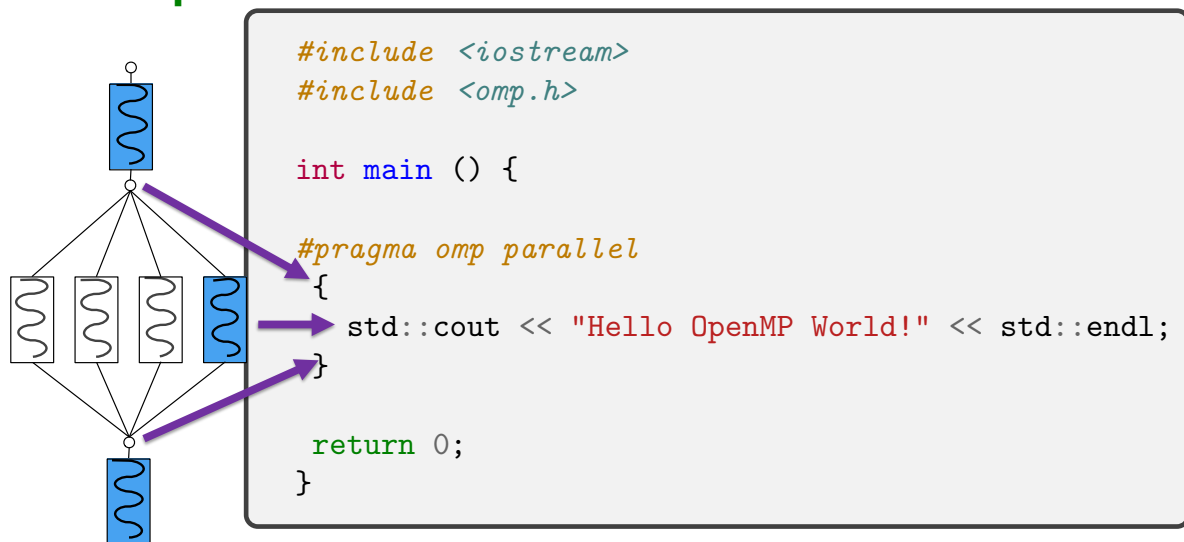 #include <iostream>
#include <omp.h>
int main () {
#pragma omp parallel
{
std::cout << "Hello OpenMP World!" << std::endl;
}
return 0;
}